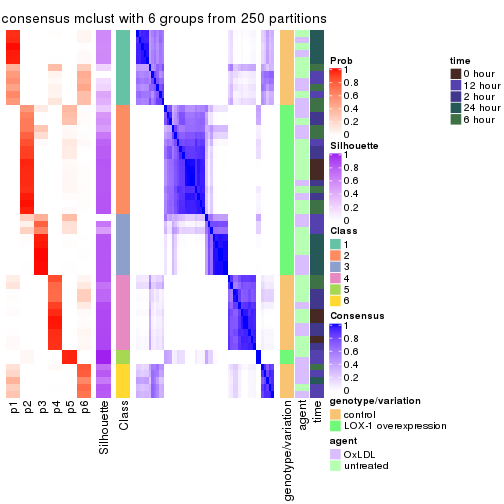 consensus mclust with 6 groups from 250 partitions
Prob
1
0.8
0.6
0.4
0.2
0
Silhouette
1
0.8
0.6
0.4
0.2
0
Class
1
2
3
4
5
6
Consensus
1
0.8
0.6
0.4
0.2
0
genotype/variation
control
LOX-1 overexpression
agent
OxLDL
untreated
time
0 hour
12 hour
2 hour
24 hour
6 hour
p1
p2
p3
p4
p5
p6
Silhouette
Class
genotype/variation
agent
time